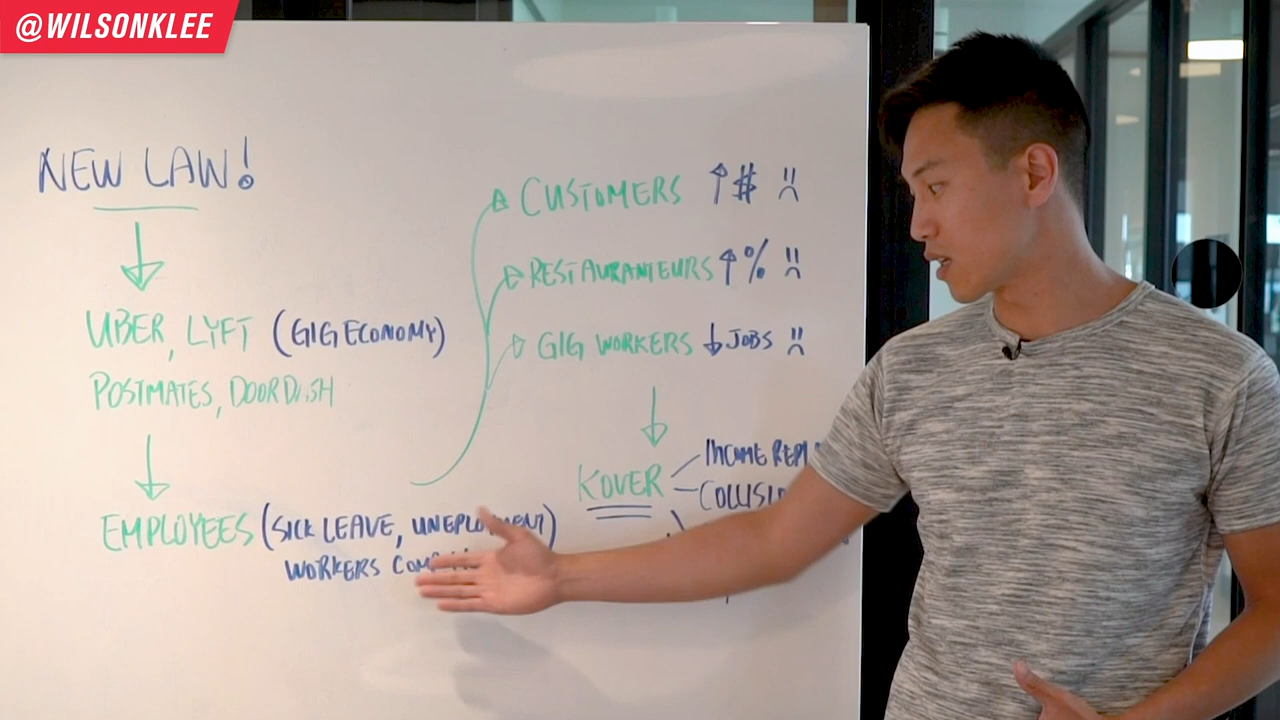 @WILSONKLEE
NEW LAW!
UBER, LYFT (GIG ECONOMY)
POSTMATES, DOORDASH
EMPLOYEES (SICK LEAVE,
WORKERS
CUSTOMERS ↑#
RESTAURANTEURS ↑%
GIG WORKERS ↓ JOBS
KOVER
INCOME